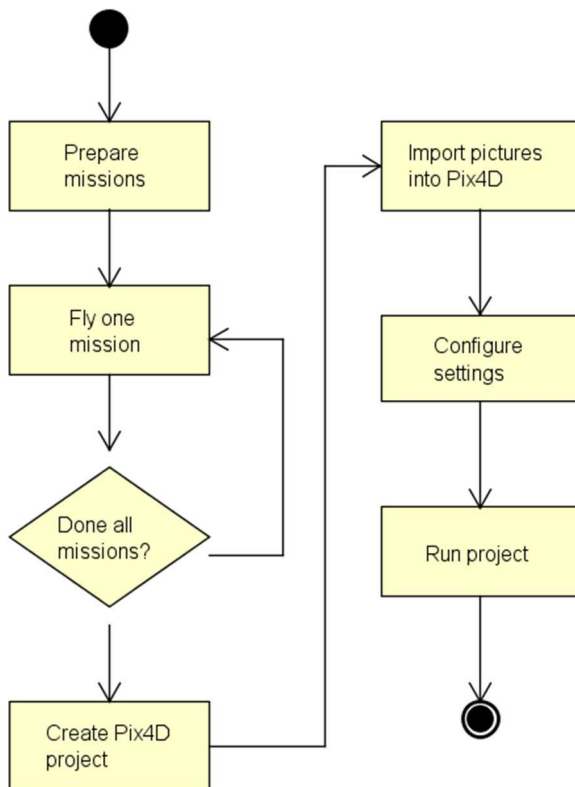 Prepare
missions
Fly one
mission
Done all
missions?
Create Pix4D
project
Import pictures
into Pix4D
Configure
settings
Run project